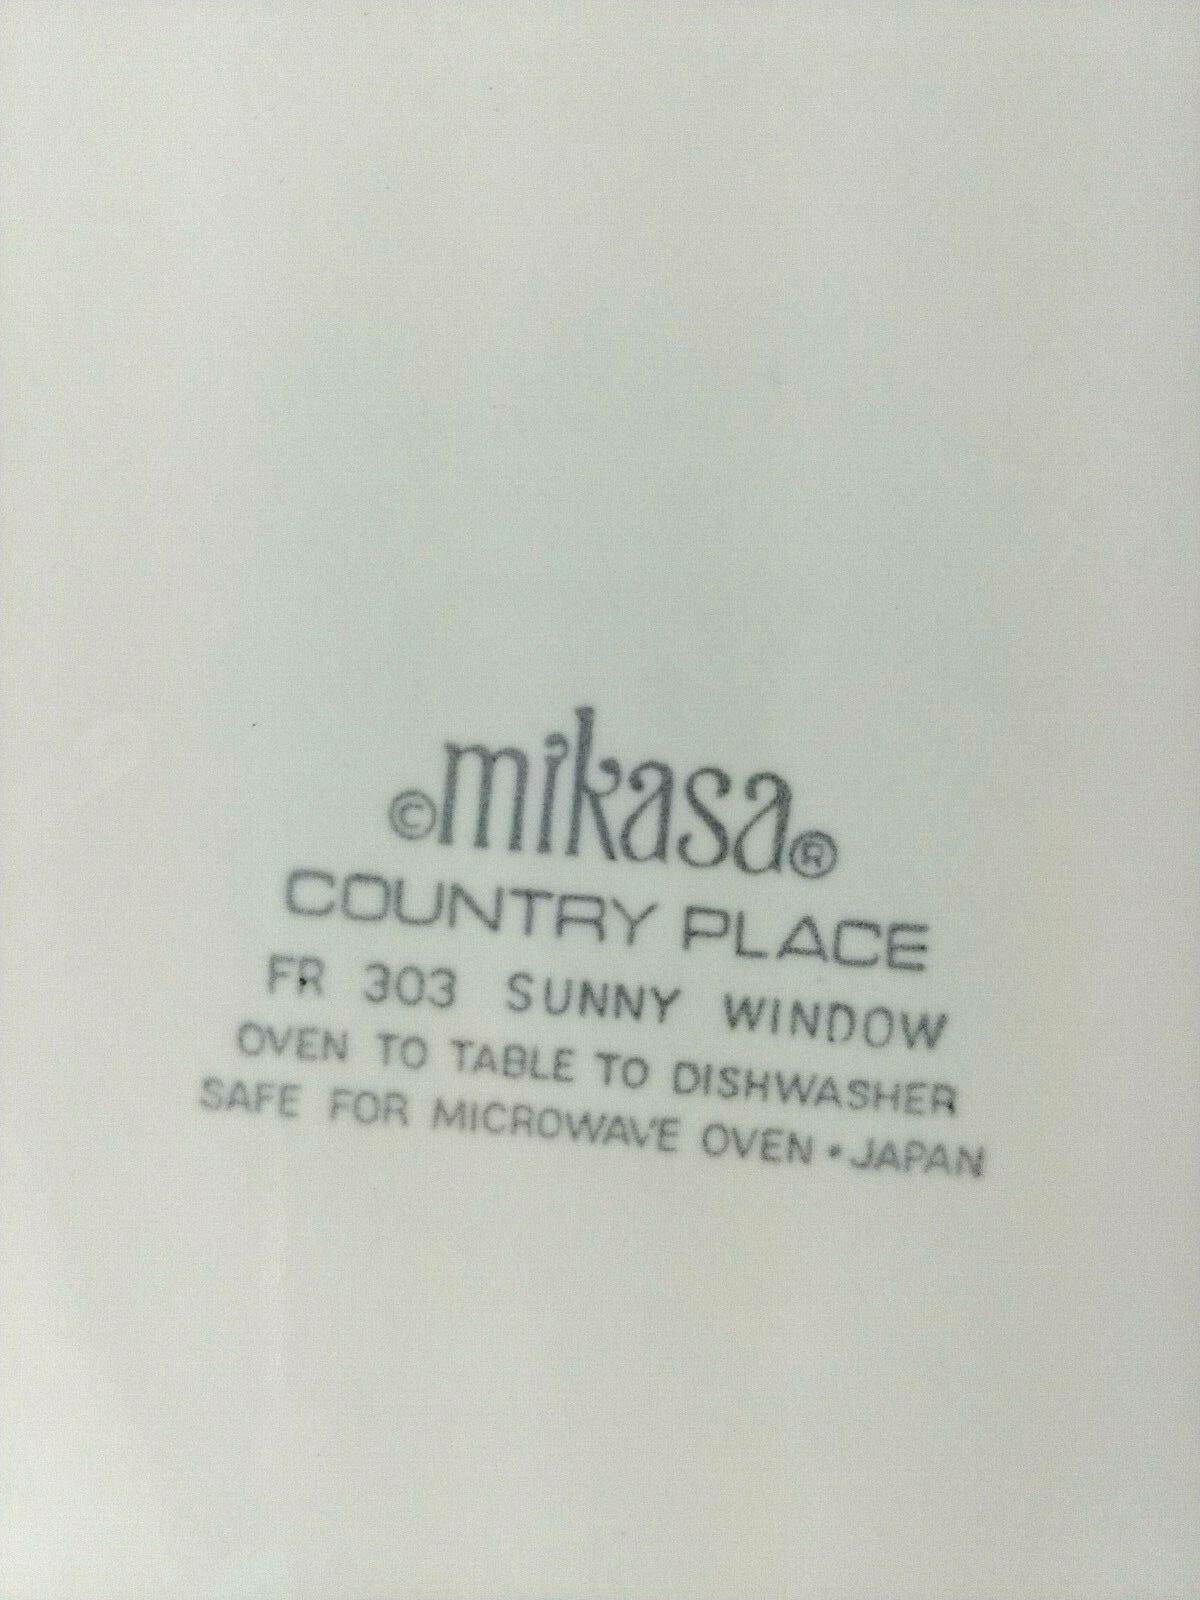 ©mikasa®
COUNTRY PLACE
FR 303 SUNNY WINDOW
OVEN TO TABLE TO DISHWASHER
SAFE FOR MICROWAVE OVEN • JAPAN